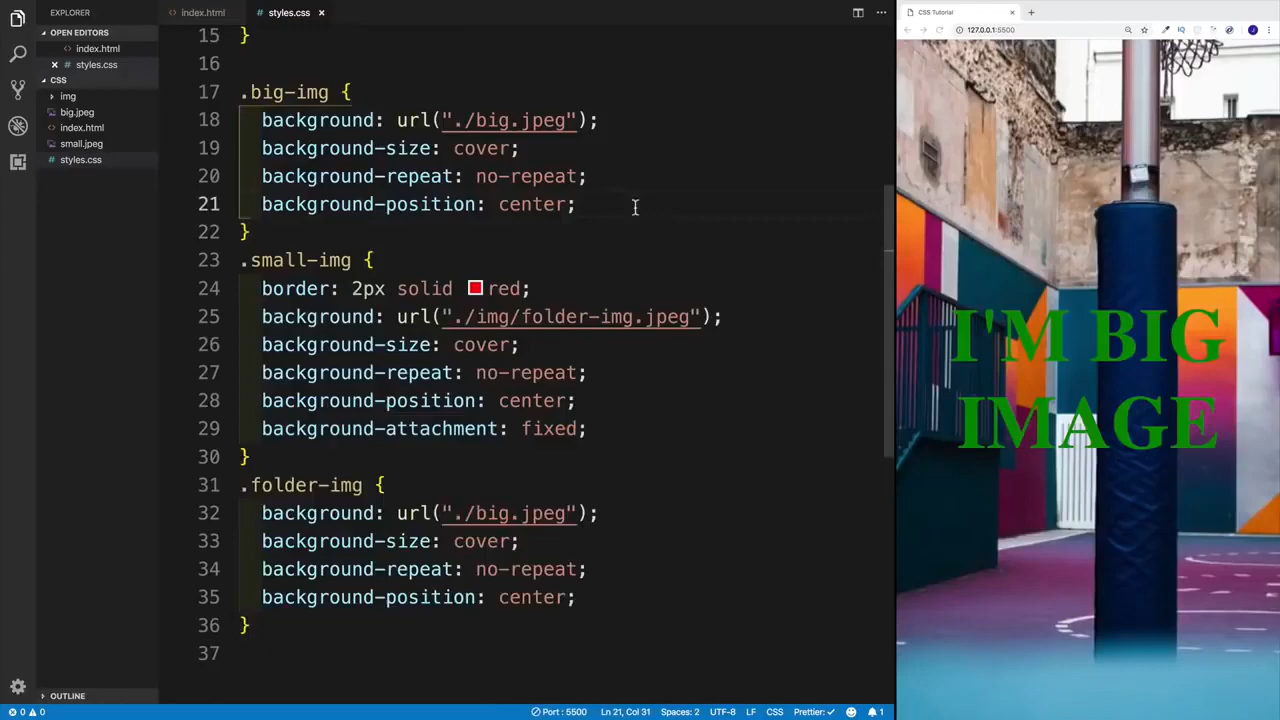 EXPLORER
OPEN EDITORS
index.html
styles.css
CSS
img
big.jpeg
index.html
small.jpeg
styles.css
OUTLINE
index.html
styles.css
15 }
16
17 .big-img {
18 background: url("./big.jpeg");
19 background-size: cover;
20 background-repeat: no-repeat;
21 background-position: center;
22 }
23 .small-img {
24 border: 2px solid red;
25 background: url("./img/folder-img.jpeg");
26 background-size: cover;
27 background-repeat: no-repeat;
28 background-position: center;
29 background-attachment: fixed;
30 }
31 .folder-img {
32 background: url("./big.jpeg");
33 background-size: cover;
34 background-repeat: no-repeat;
35 background-position: center;
36 }
37
CSS Tutorial
127.0.0.1:5500
I'M BIG
IMAGE
0 0 Port : 5500 Ln 21, Col 31 Spaces: 2 UTF-8 LF CSS Prettier: ✓ 1